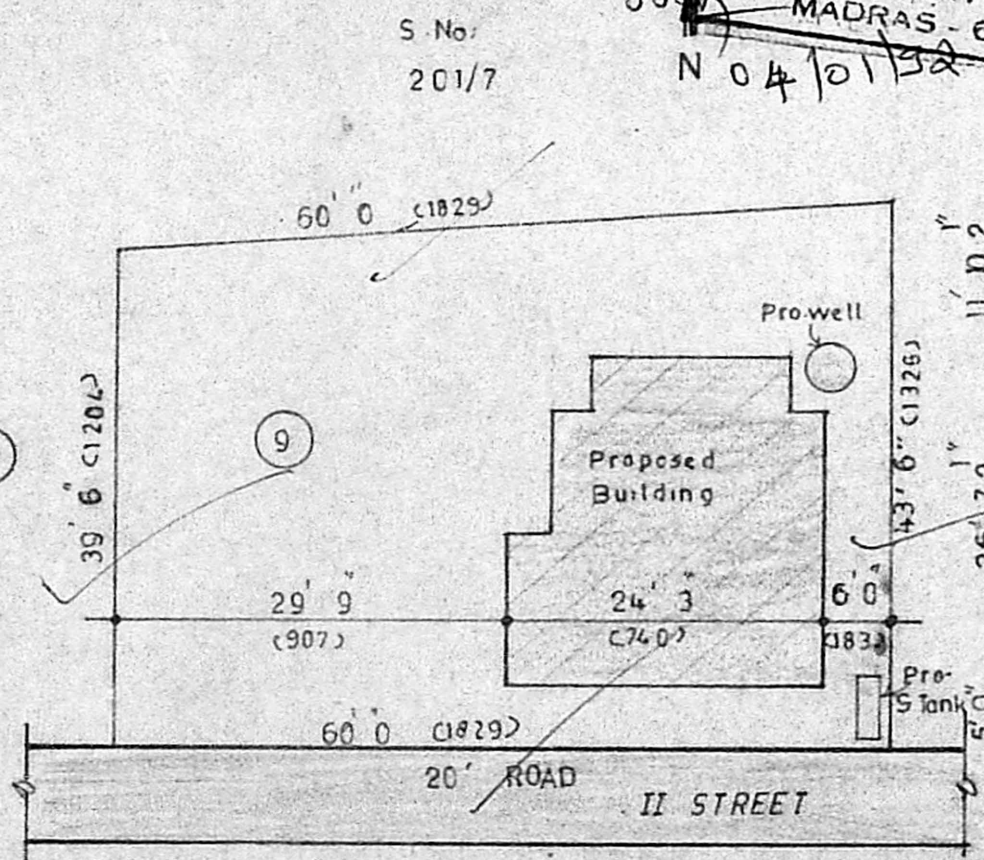 S. No:
201/7
MADRAS - 6
N 04/01/92
60' 0" (1829)
Pro.well
39' 6" (1204)
9
Proposed
Building
43' 6" (1326)
29' 9"
(907)
24' 3"
(740)
6' 0"
(183)
Pro-
S Tank
60' 0" (1829)
20' ROAD
II STREET